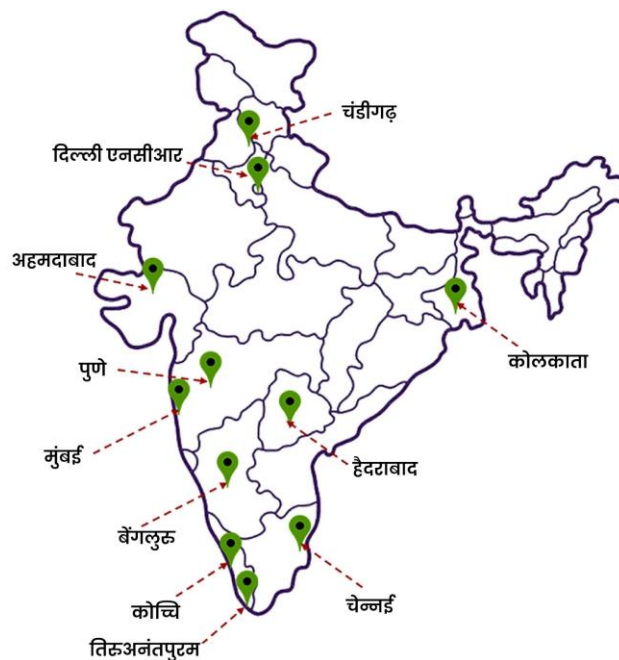 चंडीगढ़
दिल्ली एनसीआर
अहमदाबाद
कोलकाता
पुणे
मुंबई
हैदराबाद
बेंगलुरु
कोच्चि
चेन्नई
तिरुअनंतपुरम